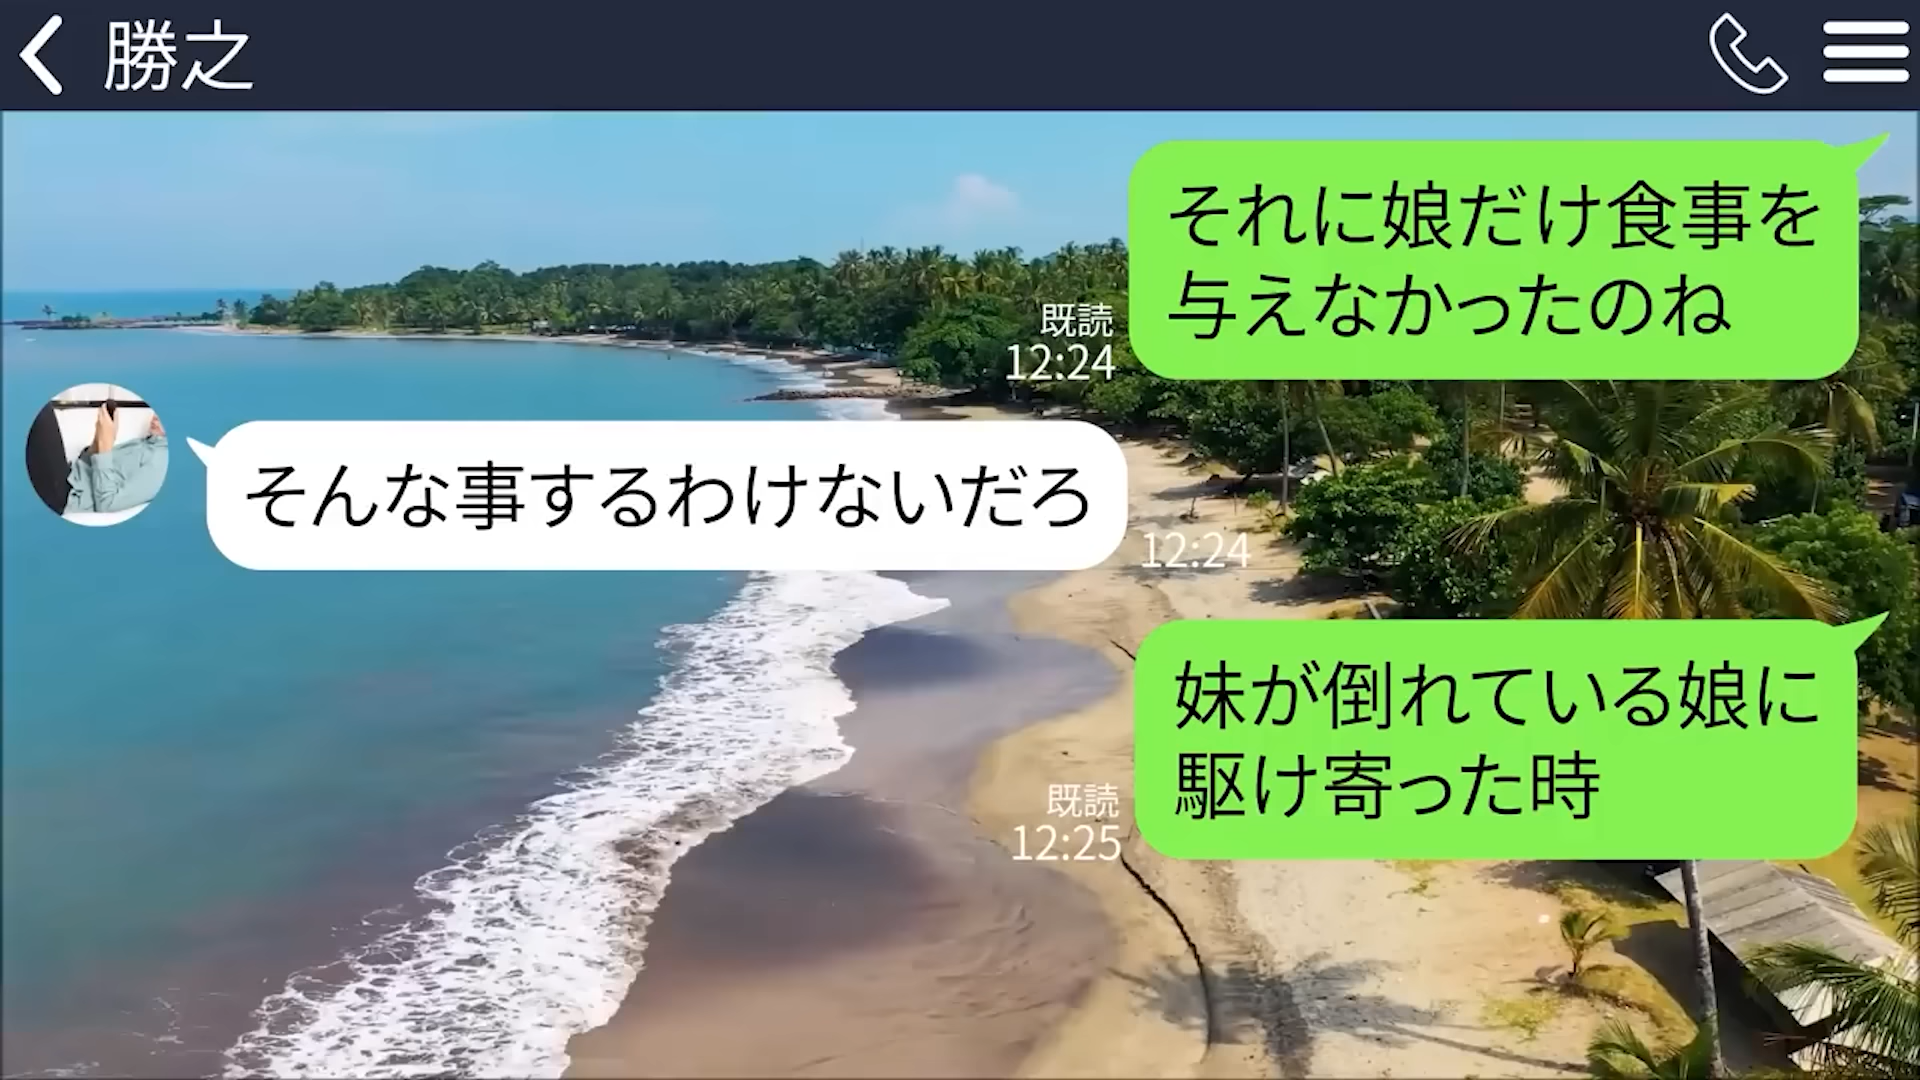 勝之
それに娘だけ食事を
与えなかったのね
既読
12:24
そんな事するわけないだろ
12:24
妹が倒れている娘に
駆け寄った時
既読
12:25